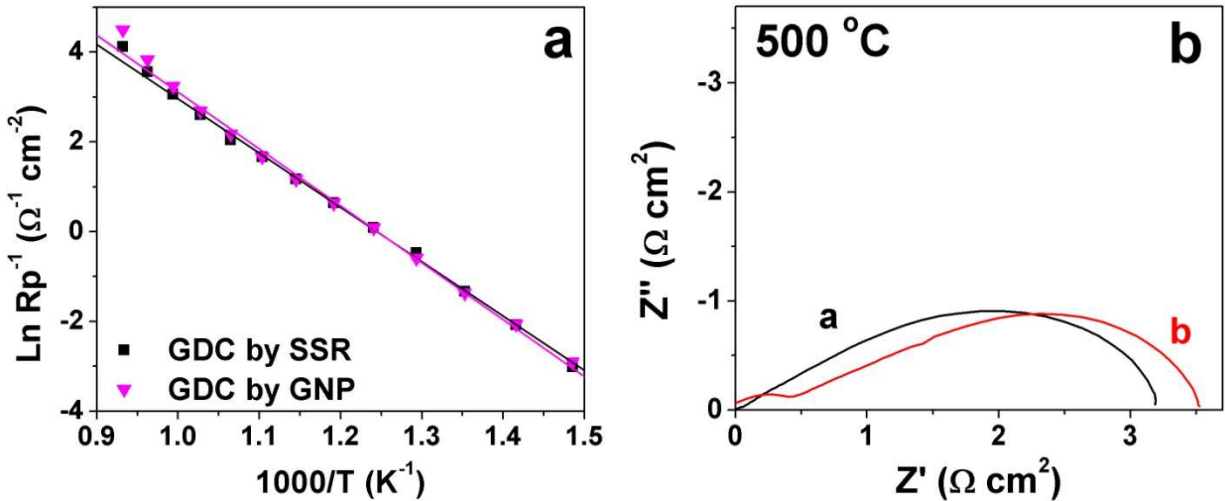 a
4
2
0
-2
-4
Ln Rp⁻¹ (Ω⁻¹ cm⁻²)
GDC by SSR
GDC by GNP
0.9 1.0 1.1 1.2 1.3 1.4 1.5
1000/T (K⁻¹)
500 °C b
-3
-2
-1
0
Z'' (Ω cm²)
a
b
0 1 2 3
Z' (Ω cm²)